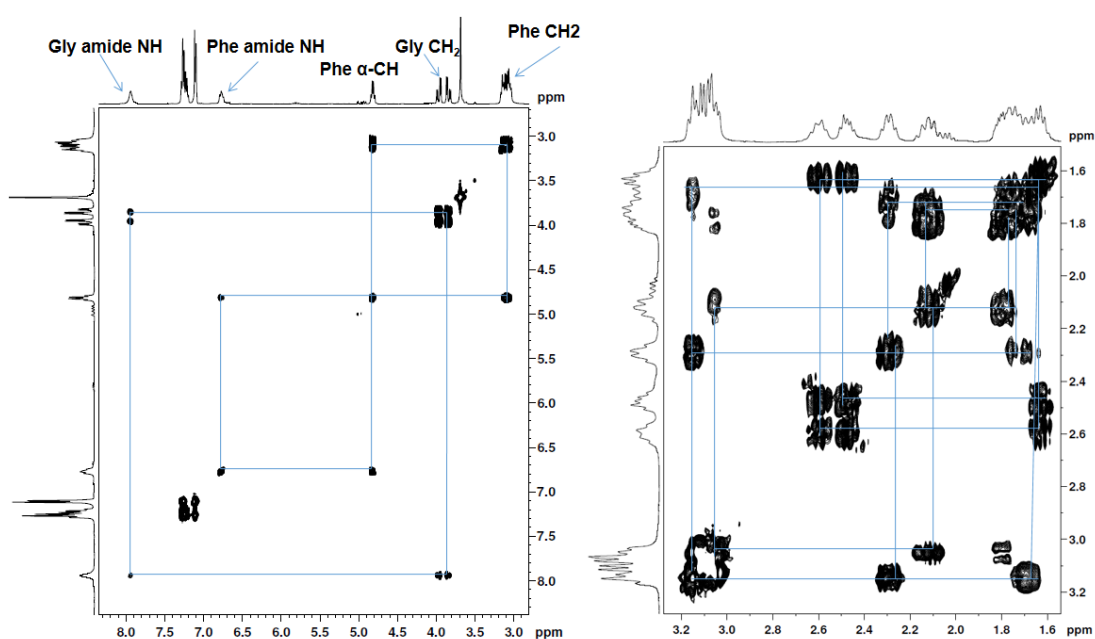 Gly amide NH
Phe amide NH
Phe α-CH
Gly CH₂
Phe CH2
ppm
3.0
3.5
4.0
4.5
5.0
5.5
6.0
6.5
7.0
7.5
8.0
8.0 7.5 7.0 6.5 6.0 5.5 5.0 4.5 4.0 3.5 3.0 ppm
ppm
1.6
1.8
2.0
2.2
2.4
2.6
2.8
3.0
3.2
3.2 3.0 2.8 2.6 2.4 2.2 2.0 1.8 1.6 ppm